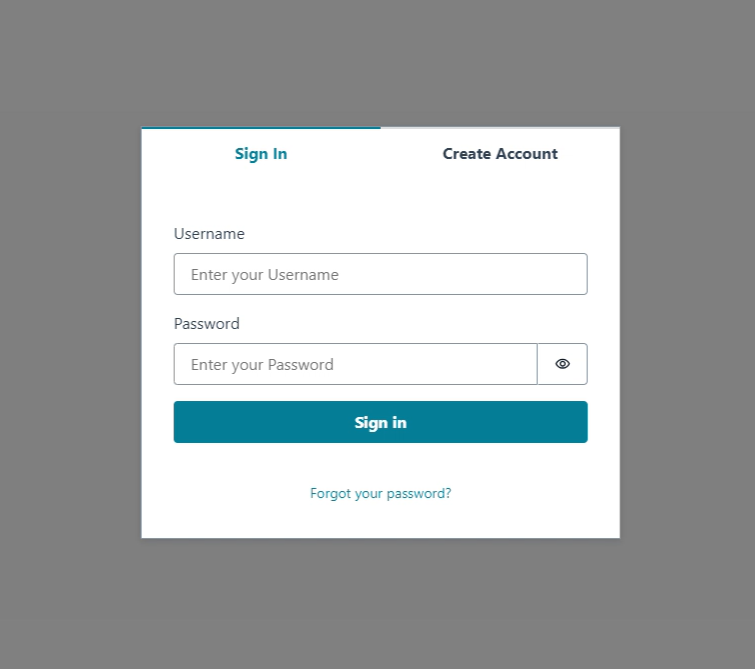 Sign In
Create Account
Username
Enter your Username
Password
Enter your Password
Sign in
Forgot your password?